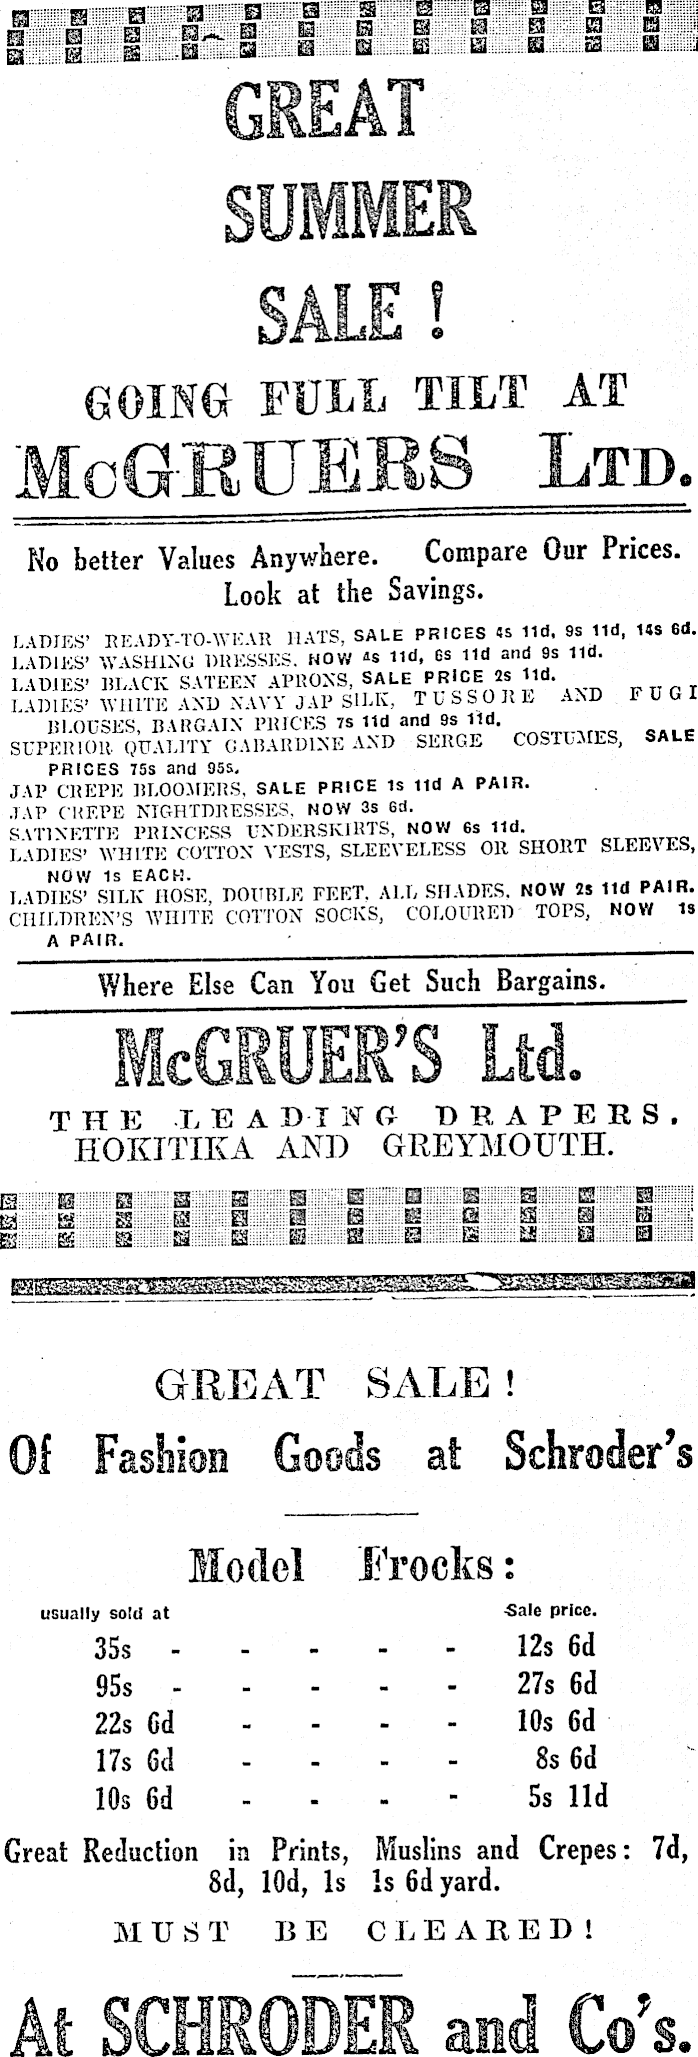 GREAT
SUMMER
SALE !
GOING FULL TILT AT
McGRUERS LTD.
No better Values Anywhere. Compare Our Prices.
Look at the Savings.
LADIES' READY-TO-WEAR HATS, SALE PRICES 4s 11d, 9s 11d, 14s 6d.
LADIES' WASHING DRESSES. NOW 4s 11d, 6s 11d and 9s 11d.
LADIES' BLACK SATEEN APRONS, SALE PRICE 2s 11d.
LADIES' WHITE AND NAVY JAP SILK, TUSSORE AND FUGI
BLOUSES, BARGAIN PRICES 7s 11d and 9s 11d.
SUPERIOR QUALITY GABARDINE AND SERGE COSTUMES, SALE
PRICES 75s and 95s.
JAP CREPE BLOOMERS, SALE PRICE 1s 11d A PAIR.
JAP CREPE NIGHTDRESSES, NOW 3s 6d.
SATINETTE PRINCESS UNDERSKIRTS, NOW 6s 11d.
LADIES' WHITE COTTON VESTS, SLEEVELESS OR SHORT SLEEVES,
NOW 1s EACH.
LADIES' SILK HOSE, DOUBLE FEET, ALL SHADES. NOW 2s 11d PAIR.
CHILDREN'S WHITE COTTON SOCKS, COLOURED TOPS, NOW 1s
A PAIR.
Where Else Can You Get Such Bargains.
McGRUER'S Ltd.
THE LEADING DRAPERS.
HOKITIKA AND GREYMOUTH.
GREAT SALE !
Of Fashion Goods at Schroder's
Model Frocks :
usually sold at Sale price.
35s - - - - - 12s 6d
95s - - - - - 27s 6d
22s 6d - - - - 10s 6d
17s 6d - - - - 8s 6d
10s 6d - - - - 5s 11d
Great Reduction in Prints, Muslins and Crepes : 7d,
8d, 10d, 1s 1s 6d yard.
MUST BE CLEARED !
At SCHRODER and Co's.